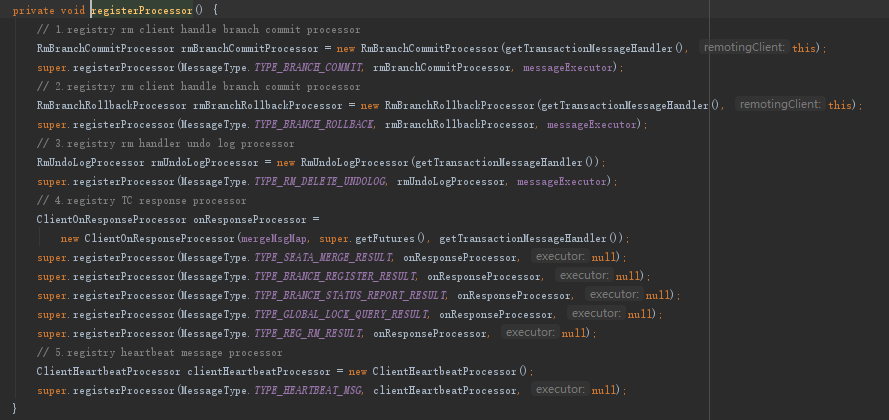 private void registerProcessor() {
// 1.registry rm client handle branch commit processor
RmBranchCommitProcessor rmBranchCommitProcessor = new RmBranchCommitProcessor(getTransactionMessageHandler(), remotingClient: this);
super.registerProcessor(MessageType.TYPE_BRANCH_COMMIT, rmBranchCommitProcessor, messageExecutor);
// 2.registry rm client handle branch commit processor
RmBranchRollbackProcessor rmBranchRollbackProcessor = new RmBranchRollbackProcessor(getTransactionMessageHandler(), remotingClient: this);
super.registerProcessor(MessageType.TYPE_BRANCH_ROLLBACK, rmBranchRollbackProcessor, messageExecutor);
// 3.registry rm handler undo log processor
RmUndoLogProcessor rmUndoLogProcessor = new RmUndoLogProcessor(getTransactionMessageHandler());
super.registerProcessor(MessageType.TYPE_RM_DELETE_UNDOLOG, rmUndoLogProcessor, messageExecutor);
// 4.registry TC response processor
ClientOnResponseProcessor onResponseProcessor =
new ClientOnResponseProcessor(mergeMsgMap, super.getFutures(), getTransactionMessageHandler());
super.registerProcessor(MessageType.TYPE_SEATA_MERGE_RESULT, onResponseProcessor, executor: null);
super.registerProcessor(MessageType.TYPE_BRANCH_REGISTER_RESULT, onResponseProcessor, executor: null);
super.registerProcessor(MessageType.TYPE_BRANCH_STATUS_REPORT_RESULT, onResponseProcessor, executor: null);
super.registerProcessor(MessageType.TYPE_GLOBAL_LOCK_QUERY_RESULT, onResponseProcessor, executor: null);
super.registerProcessor(MessageType.TYPE_REG_RM_RESULT, onResponseProcessor, executor: null);
// 5.registry heartbeat message processor
ClientHeartbeatProcessor clientHeartbeatProcessor = new ClientHeartbeatProcessor();
super.registerProcessor(MessageType.TYPE_HEARTBEAT_MSG, clientHeartbeatProcessor, executor: null);
}